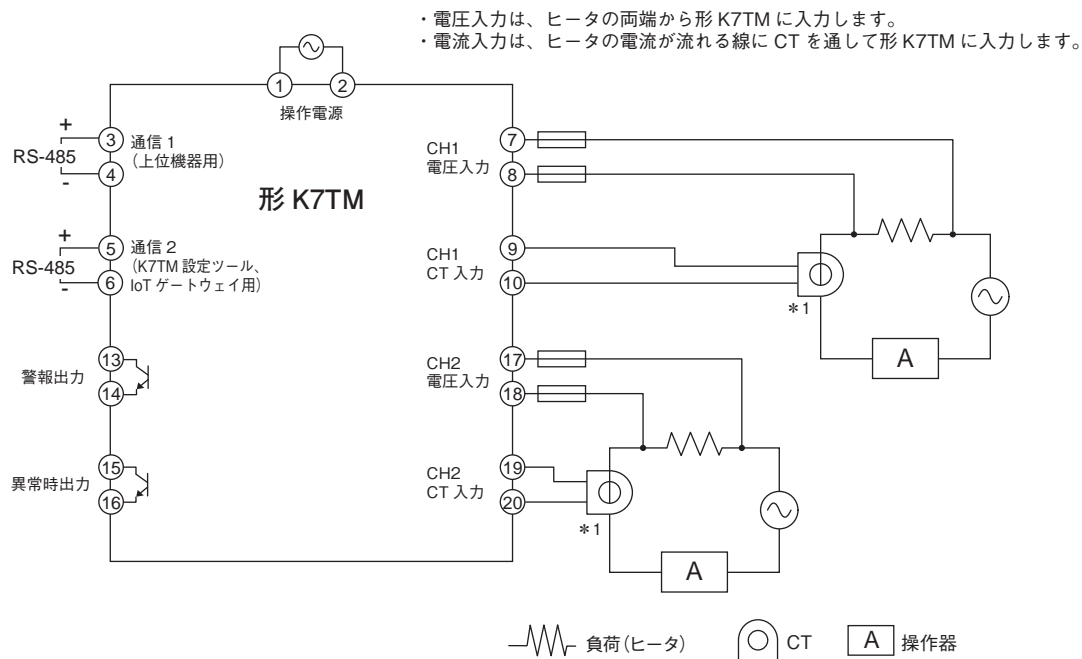 ・電圧入力は、ヒータの両端から形 K7TM に入力します。
・電流入力は、ヒータの電流が流れる線に CT を通して形 K7TM に入力します。
1
2
操作電源
+
RS-485
-
3
4
通信 1
(上位機器用)
+
RS-485
-
5
6
通信 2
(K7TM 設定ツール、
IoT ゲートウェイ用)
警報出力
13
14
異常時出力
15
16
形 K7TM
CH1
電圧入力
7
8
CH1
CT 入力
9
10
*1
A
CH2
電圧入力
17
18
CH2
CT 入力
19
20
*1
A
負荷(ヒータ)
CT
A 操作器